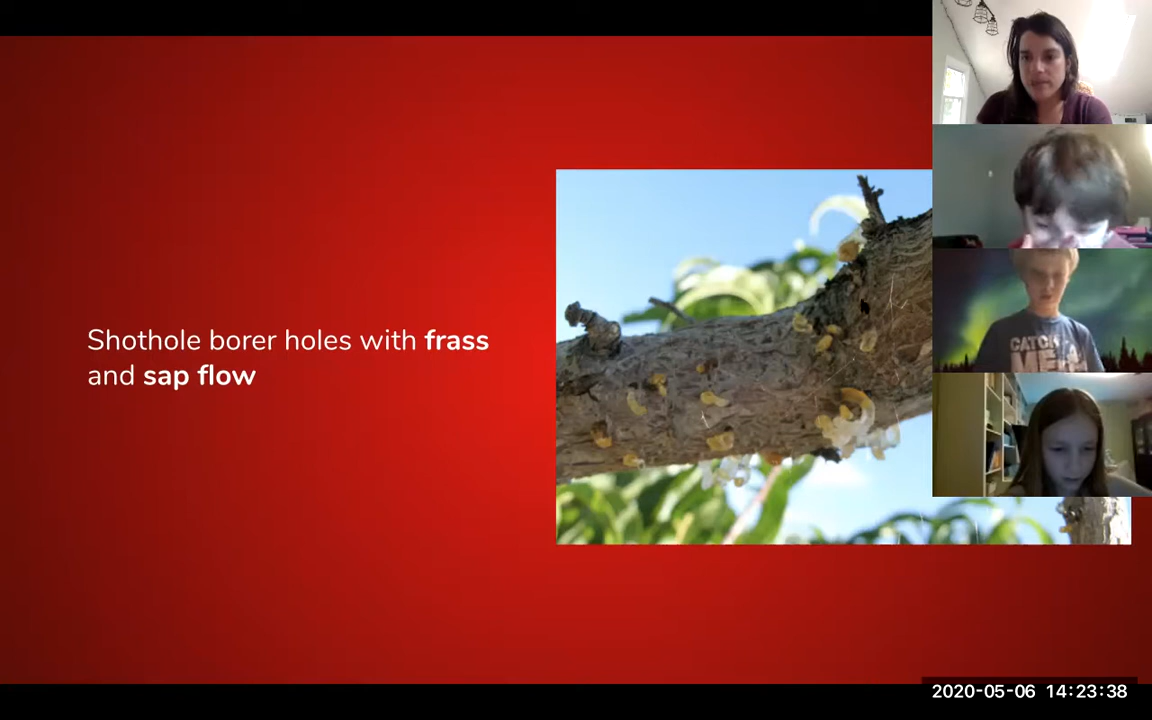 Shothole borer holes with frass
and sap flow
CATCH
2020-05-06 14:23:38